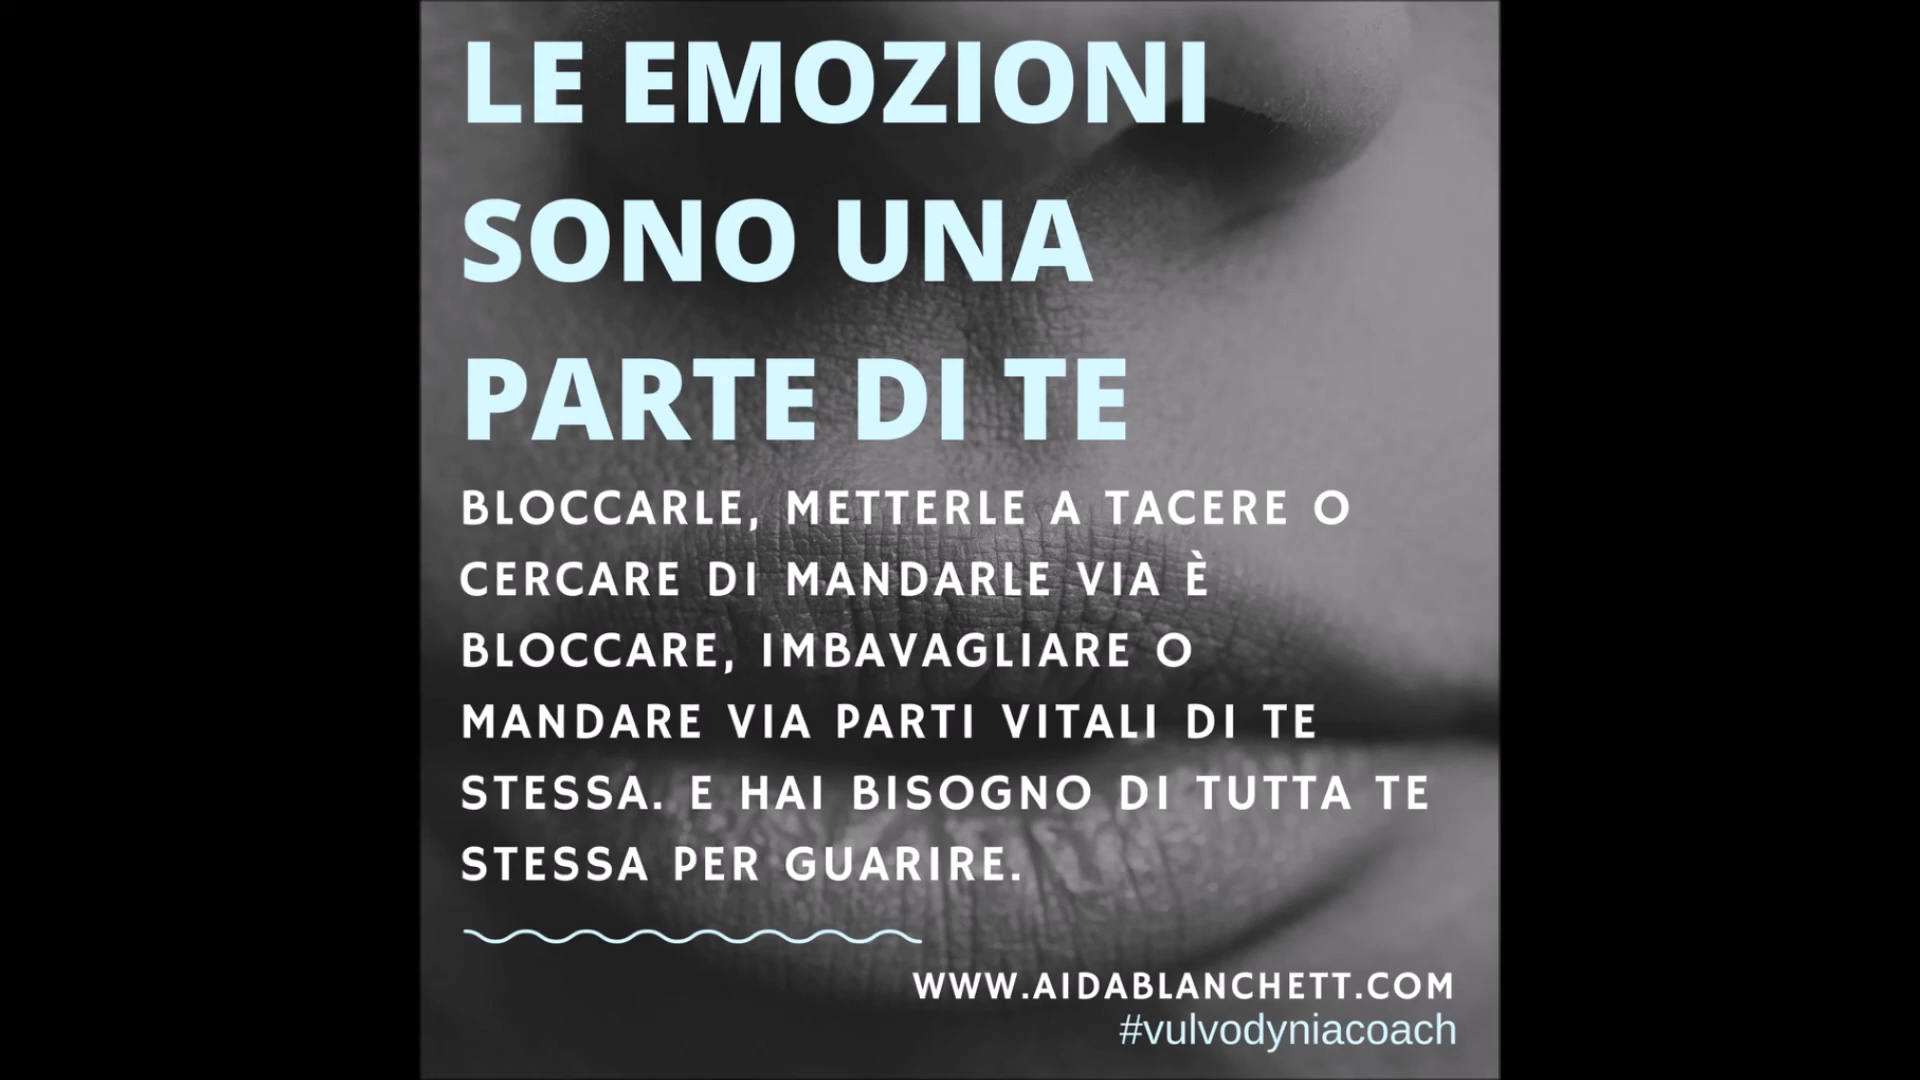 LE EMOZIONI
SONO UNA
PARTE DI TE
BLOCCARLE, METTERLE A TACERE O
CERCARE DI MANDARLE VIA È
BLOCCARE, IMBAVAGLIARE O
MANDARE VIA PARTI VITALI DI TE
STESSA. E HAI BISOGNO DI TUTTA TE
STESSA PER GUARIRE.
WWW.AIDABLANCHETT.COM
#vulvodyniacoach